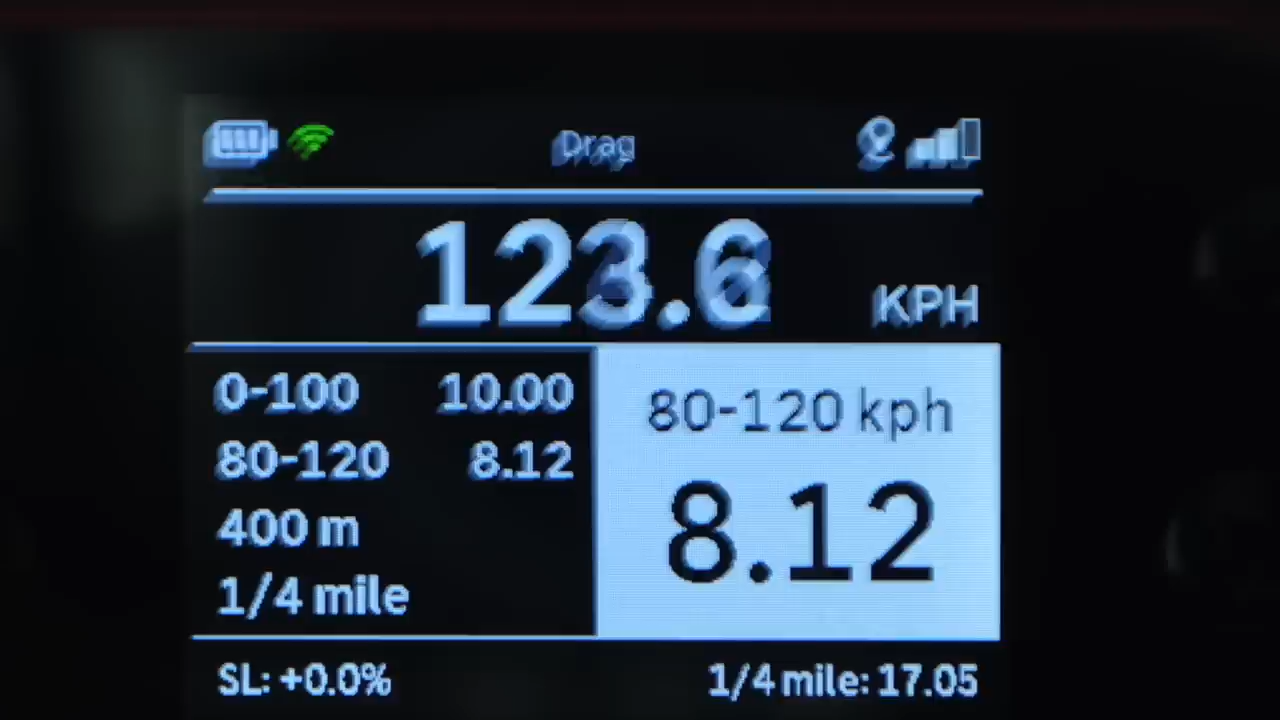 Drag
123.6 KPH
0-100 10.00
80-120 8.12
400 m
1/4 mile
80-120 kph
8.12
SL: +0.0%
1/4 mile: 17.05